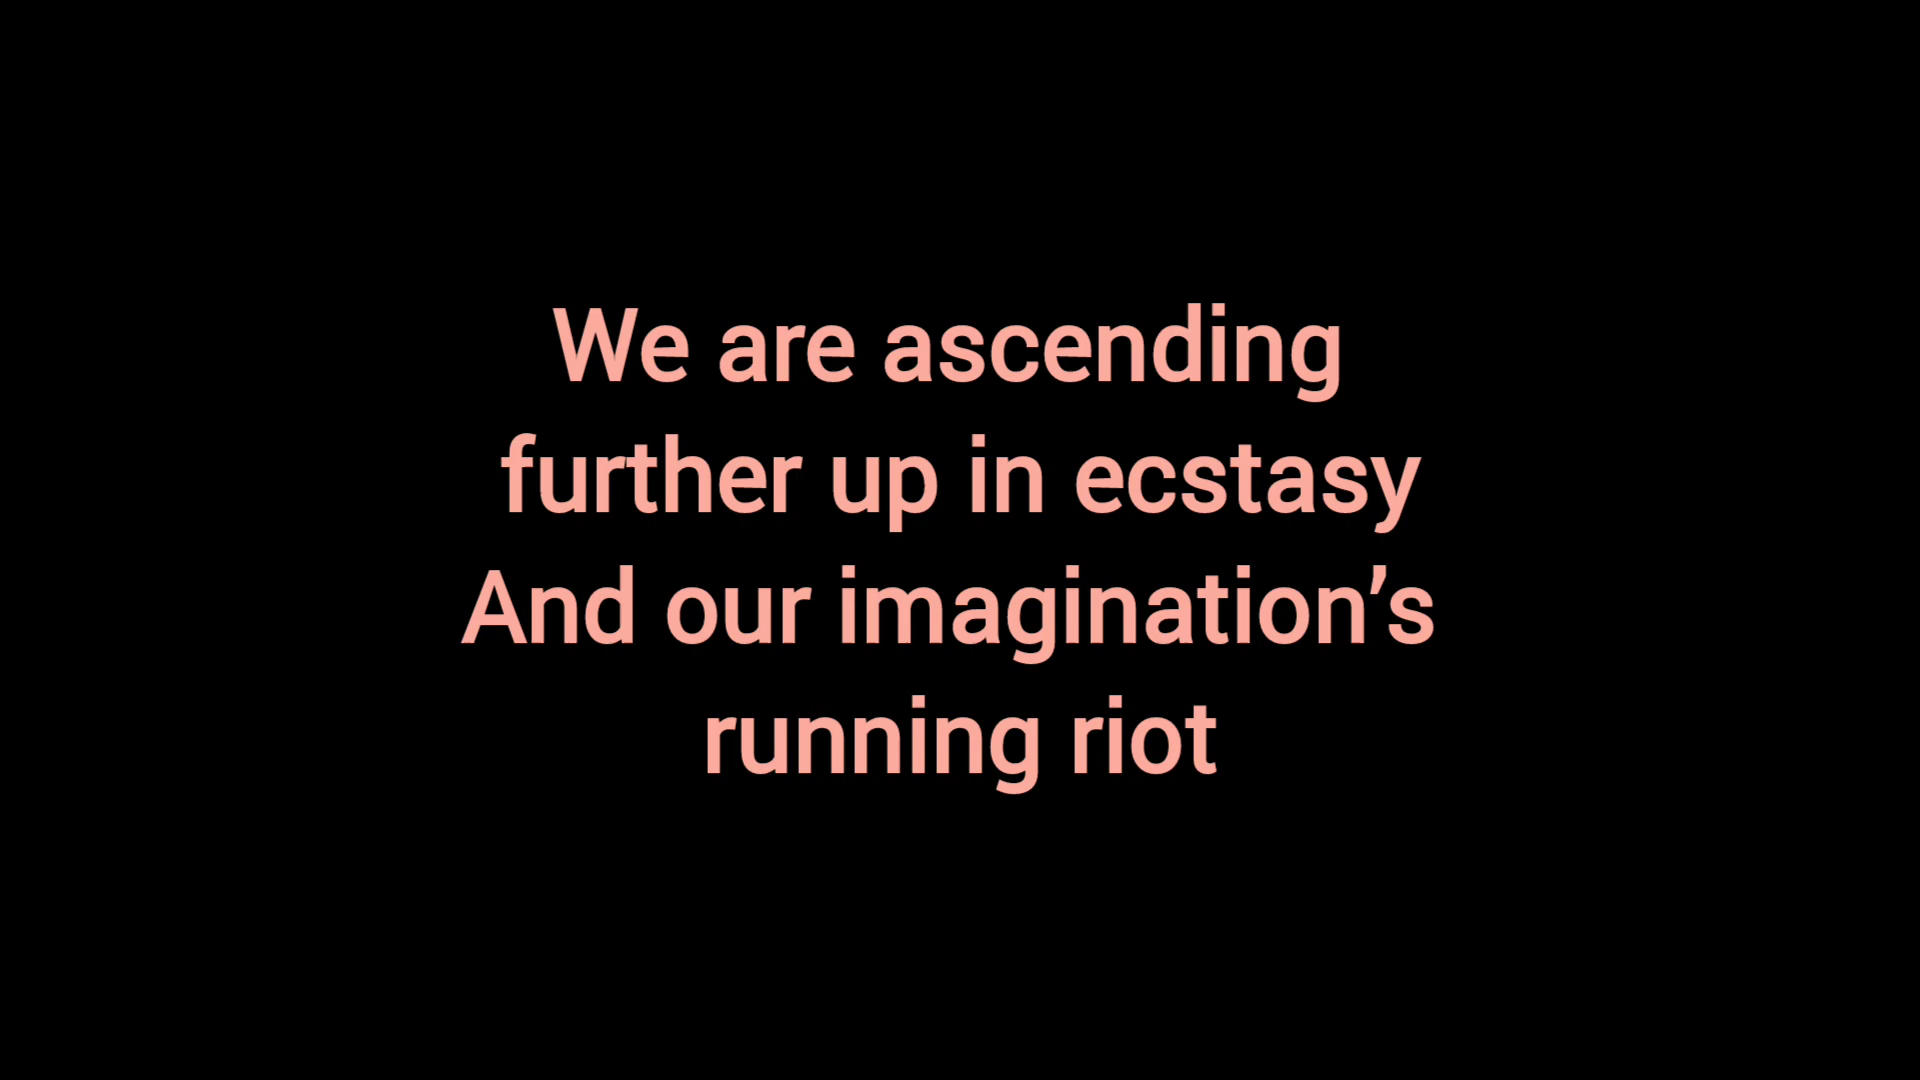 We are ascending
further up in ecstasy
And our imagination’s
running riot